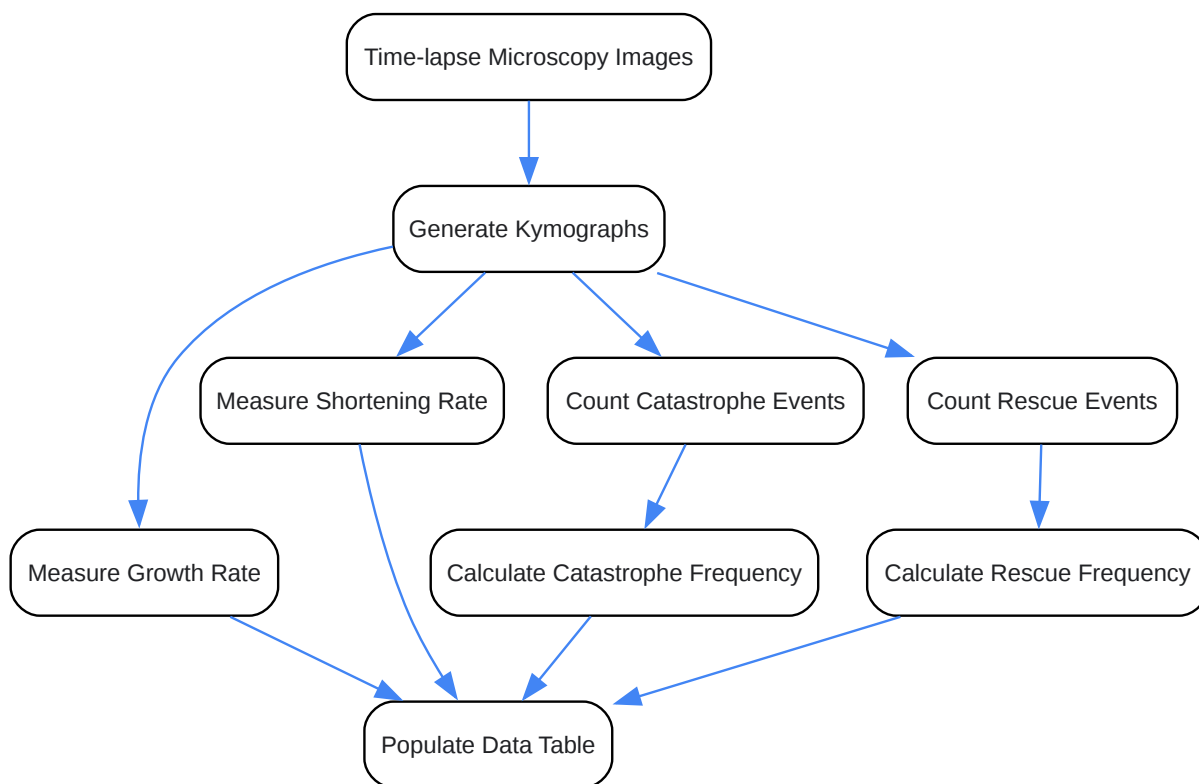 Time-lapse Microscopy Images
Generate Kymographs
Measure Shortening Rate
Count Catastrophe Events
Count Rescue Events
Measure Growth Rate
Calculate Catastrophe Frequency
Calculate Rescue Frequency
Populate Data Table